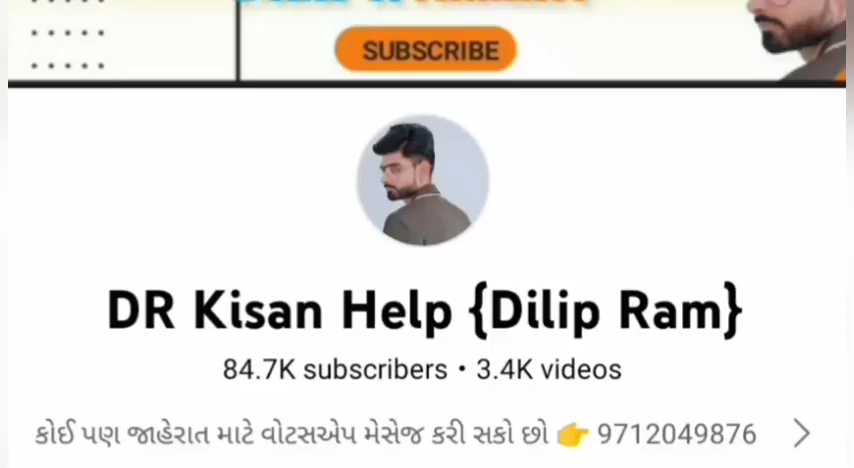 SUBSCRIBE
DR Kisan Help {Dilip Ram}
84.7K subscribers • 3.4K videos
કોઈ પણ જાહેરાત માટે વોટસએપ મેસેજ કરી સકો છો 👉 9712049876